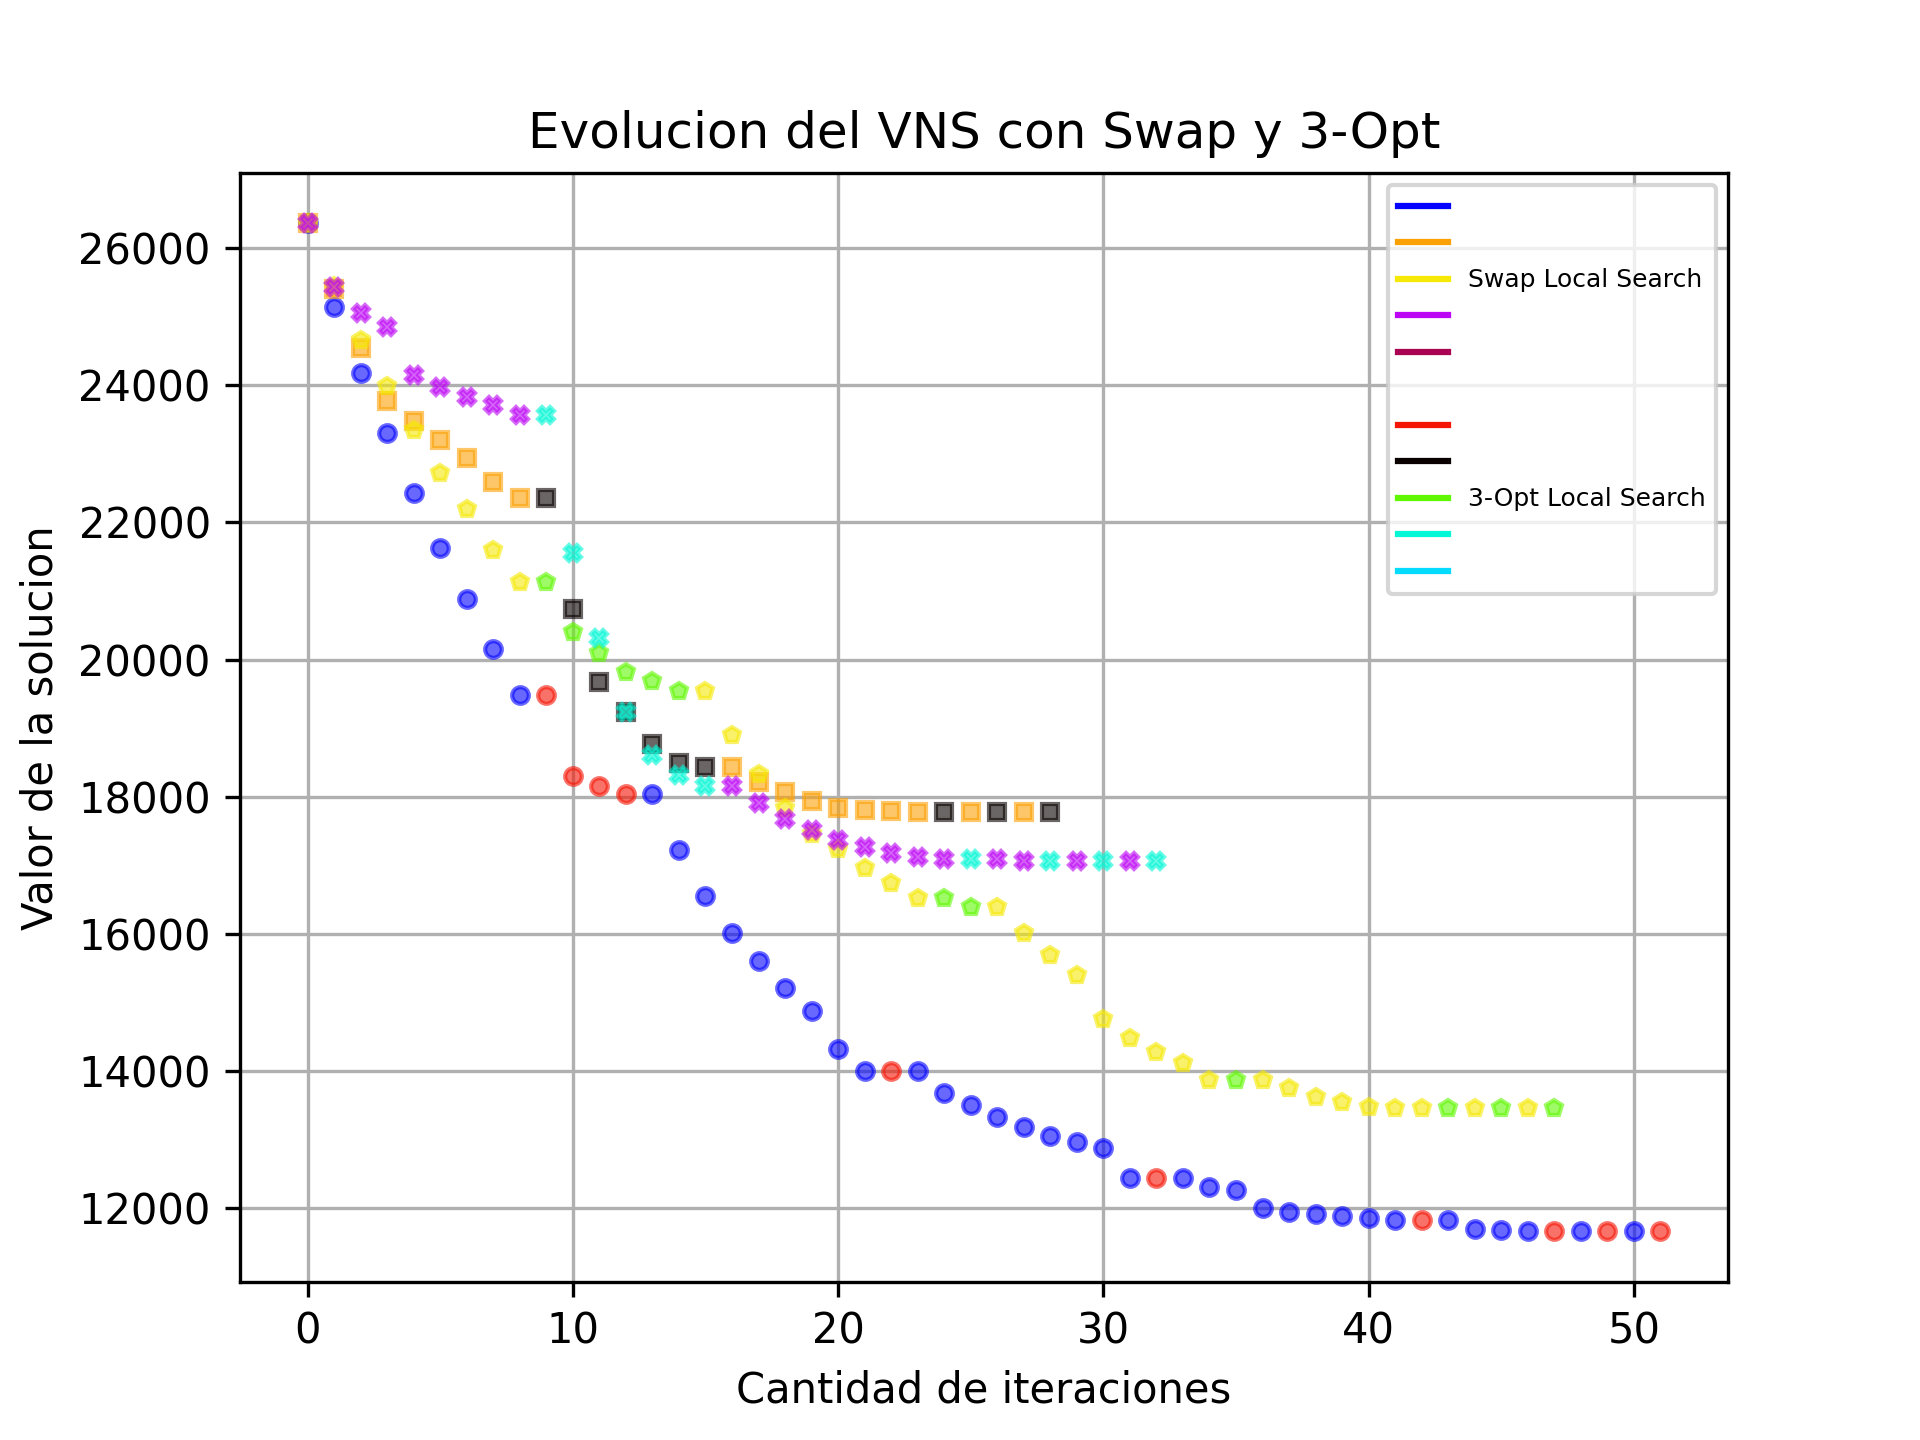 Evolucion del VNS con Swap y 3-Opt
26000
24000
22000
20000
18000
16000
14000
12000
Valor de la solucion
Swap Local Search
3-Opt Local Search
0 10 20 30 40 50
Cantidad de iteraciones